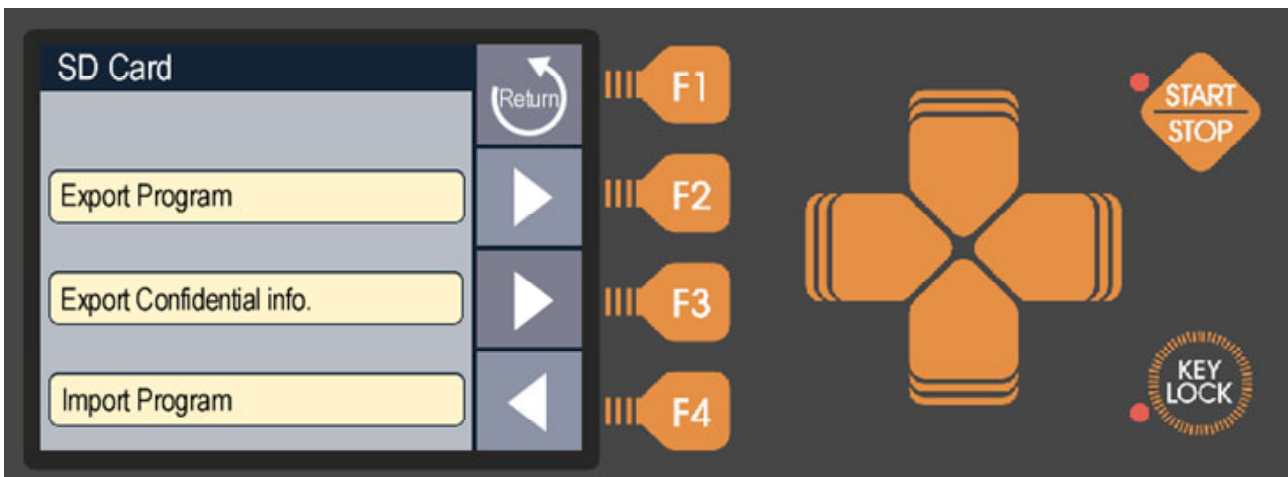 SD Card
Return
F1
START
STOP
Export Program
F2
Export Confidential info.
F3
KEY
LOCK
Import Program
F4